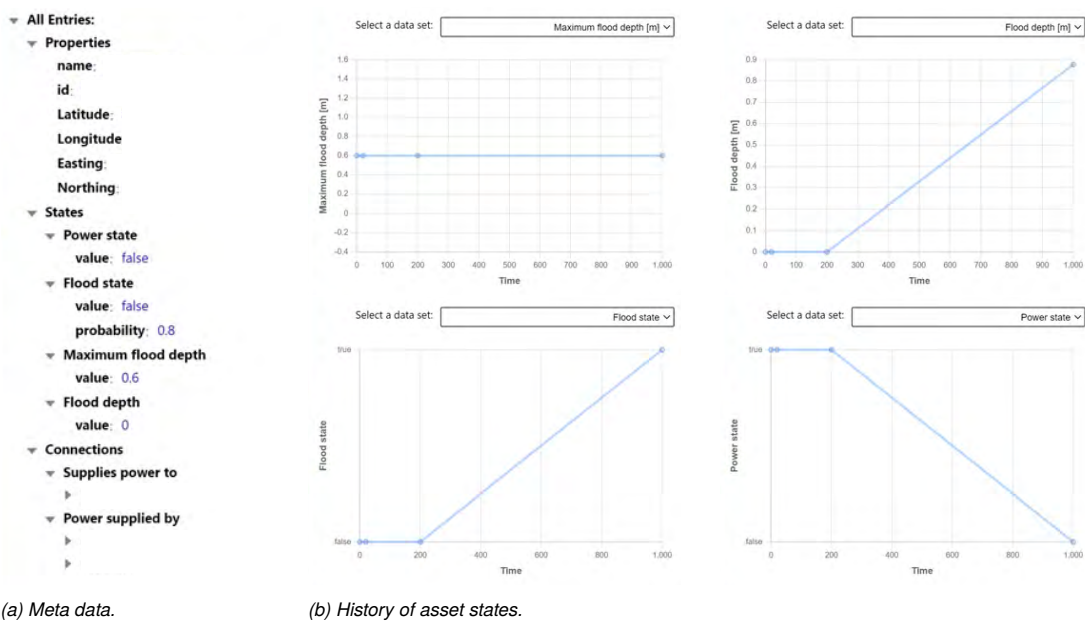 All Entries:
Properties
name:
id:
Latitude:
Longitude
Easting:
Northing:
States
Power state
value: false
Flood state
value: false
probability: 0.8
Maximum flood depth
value: 0.6
Flood depth
value: 0
Connections
Supplies power to
Power supplied by
(a) Meta data.
Select a data set: Maximum flood depth [m]
Maximum flood depth [m]
1.6
1.4
1.2
1.0
0.8
0.6
0.4
0.2
0
-0.2
-0.4
0 100 200 300 400 500 600 700 800 900 1,000
Time
Select a data set: Flood depth [m]
Flood depth [m]
0.9
0.8
0.7
0.6
0.5
0.4
0.3
0.2
0.1
0
0 100 200 300 400 500 600 700 800 900 1,000
Time
Select a data set: Flood state
Flood state
true
false
0 200 400 600 800 1,000
Time
Select a data set: Power state
Power state
true
false
0 200 400 600 800 1,000
Time
(b) History of asset states.